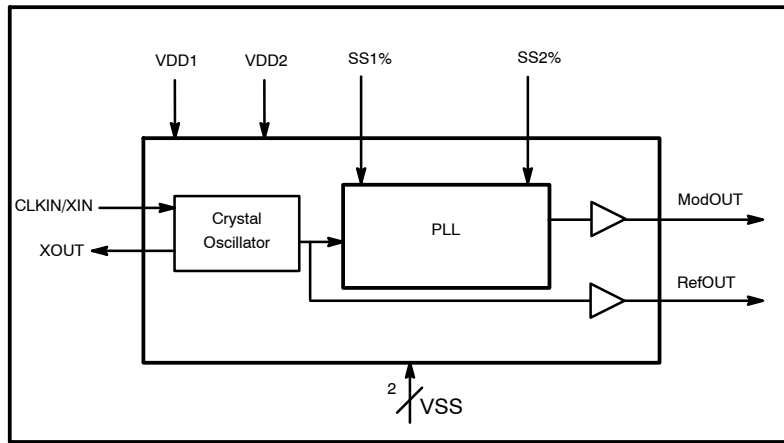 VDD1
VDD2
SS1%
SS2%
CLKIN/XIN
XOUT
Crystal
Oscillator
PLL
ModOUT
RefOUT
2
VSS